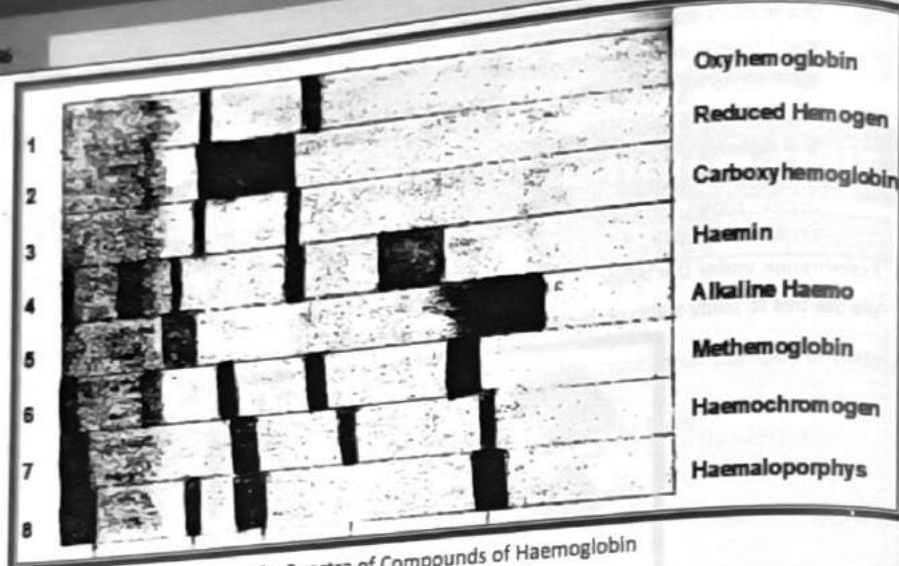 1
2
3
4
5
6
7
8
Oxyhemoglobin
Reduced Hemogen
Carboxyhemoglobin
Haemin
Alkaline Haemo
Methemoglobin
Haemochromogen
Haemaloporphys
of Compounds of Haemoglobin